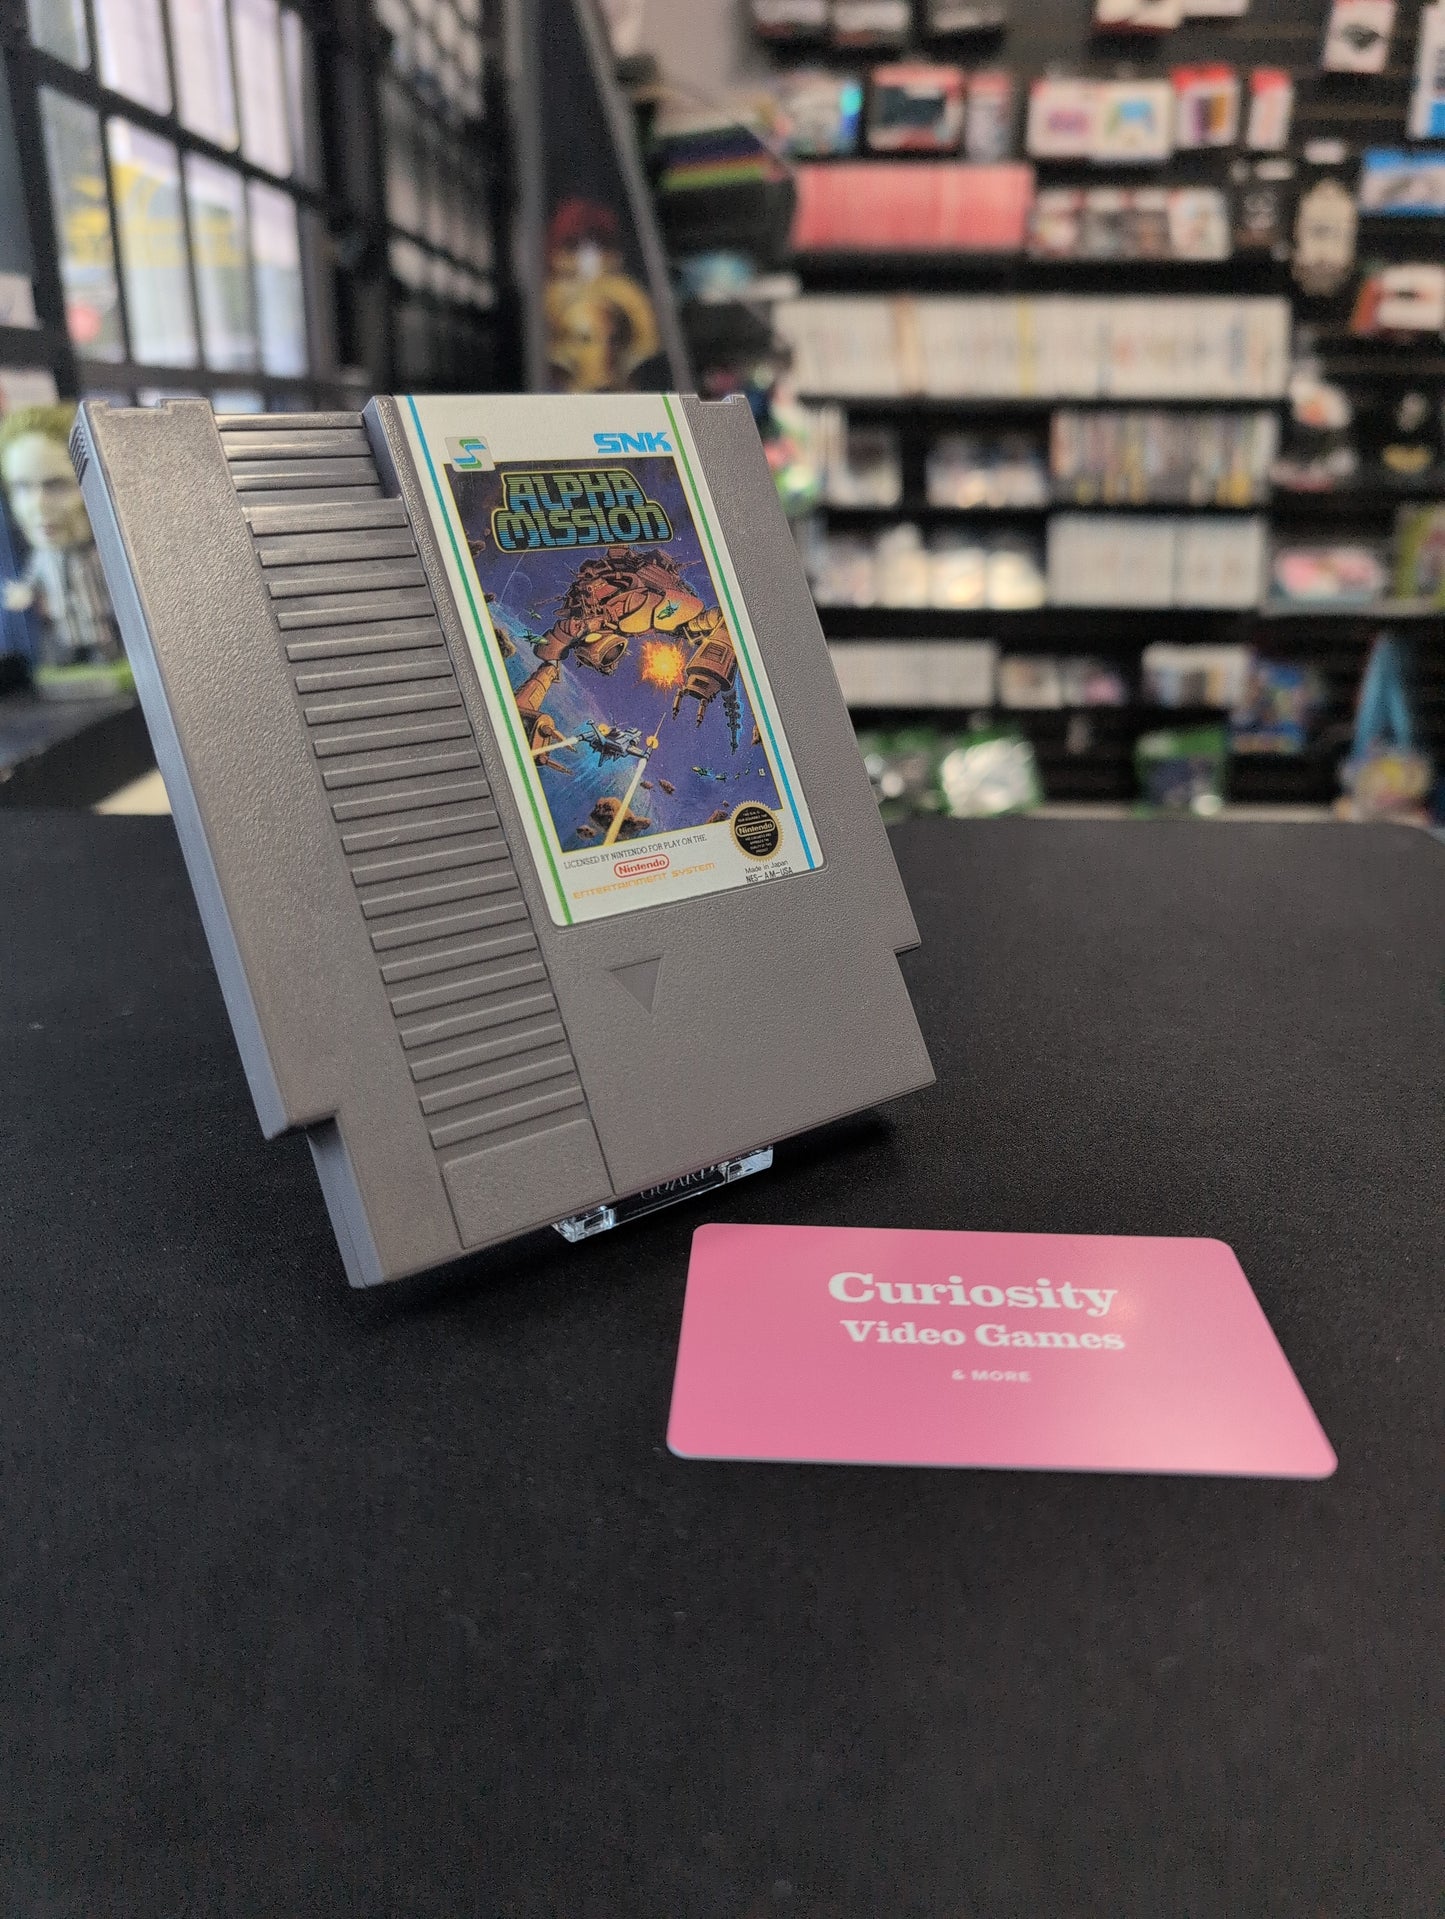 SNK
ALPHA
MISSION
LICENSED BY NINTENDO FOR PLAY ON THE
Nintendo
ENTERTAINMENT SYSTEM
Nintendo
Made in Japan
NES-AM-USA
Curiosity
Video Games
& MORE